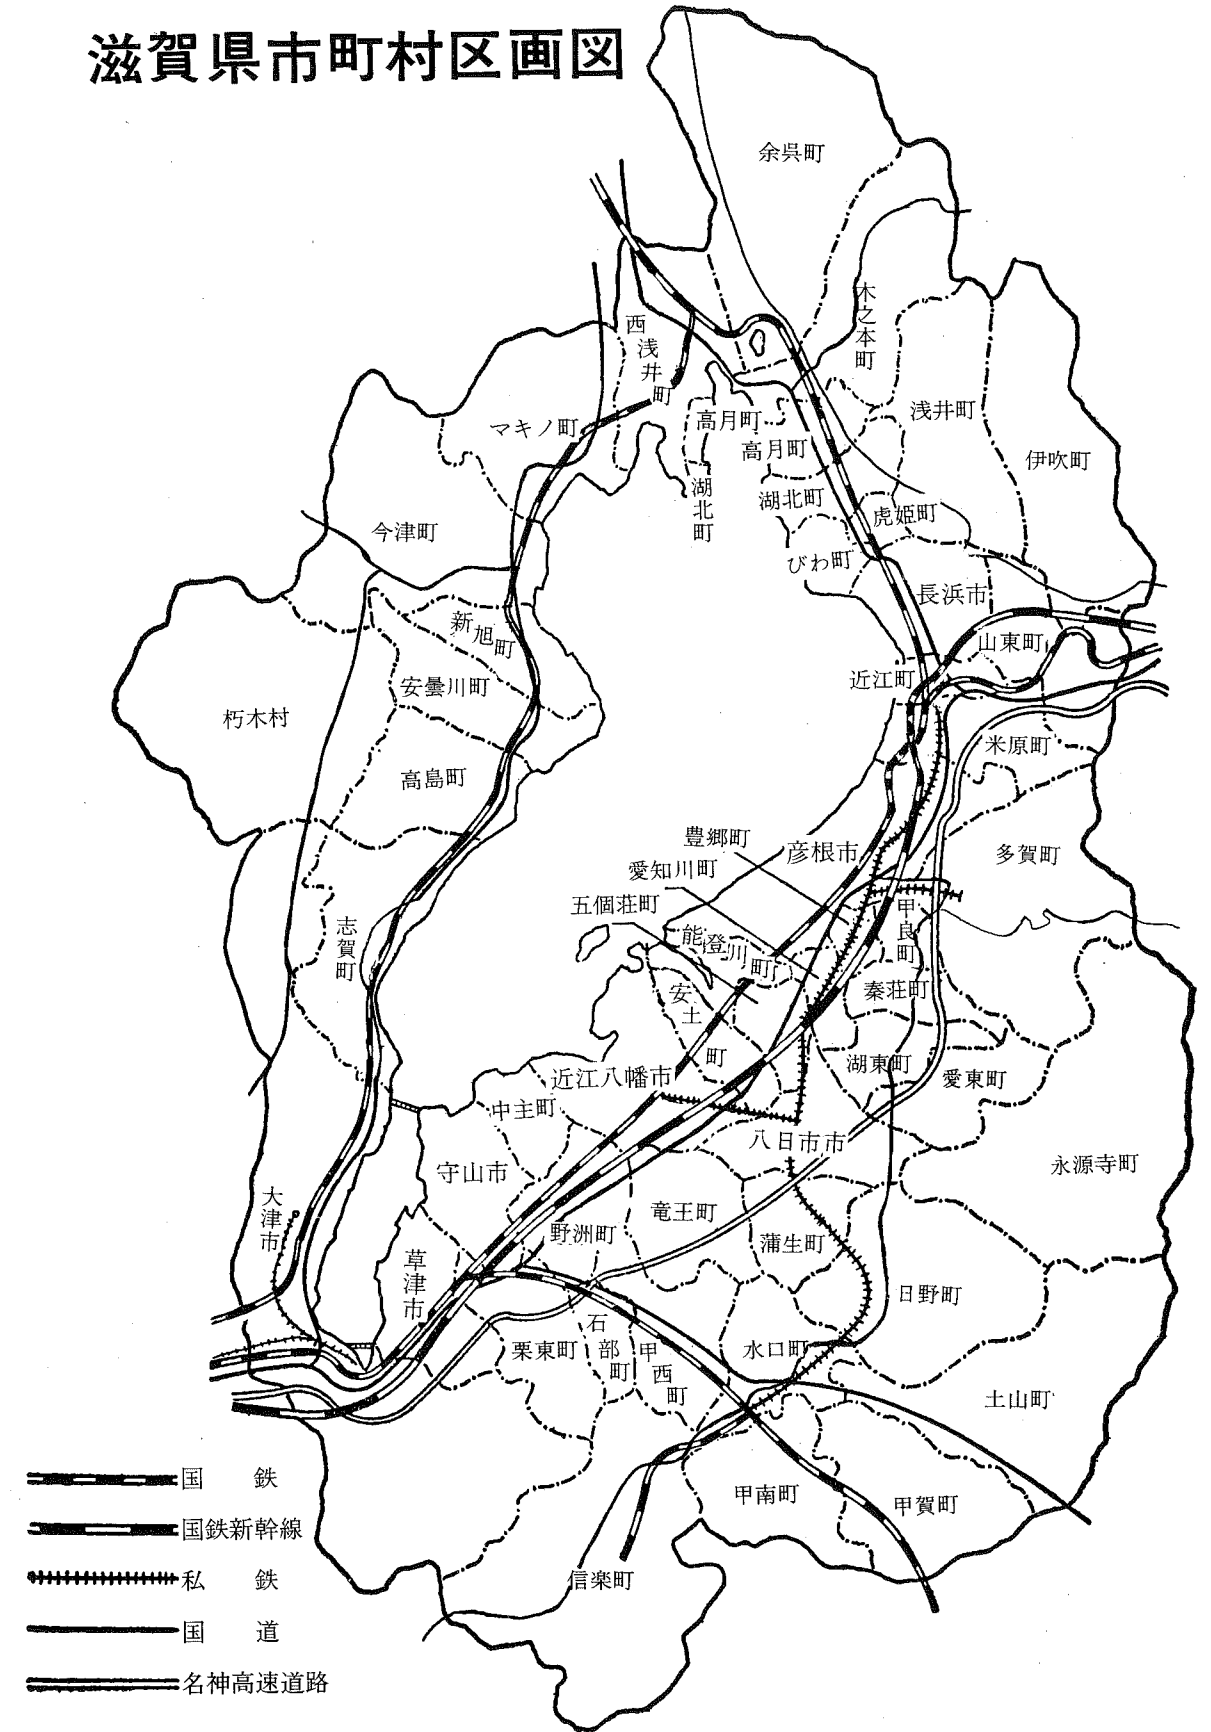 滋賀県市町村区画図
余呉町
木之本町
西浅井町
浅井町
マキノ町
高月町
高月町
伊吹町
湖北町
湖北町
今津町
虎姫町
びわ町
長浜市
新旭町
山東町
近江町
安曇川町
朽木村
米原町
高島町
豊郷町
彦根市
多賀町
愛知川町
五個荘町
甲良町
志賀町
能登川町
秦荘町
安土町
湖東町
愛東町
近江八幡市
中主町
八日市市
永源寺町
守山市
大津市
竜王町
野洲町
蒲生町
草津市
日野町
石部町
栗東町
甲西町
水口町
土山町
甲南町
甲賀町
信楽町
国鉄
国鉄新幹線
私鉄
国道
名神高速道路